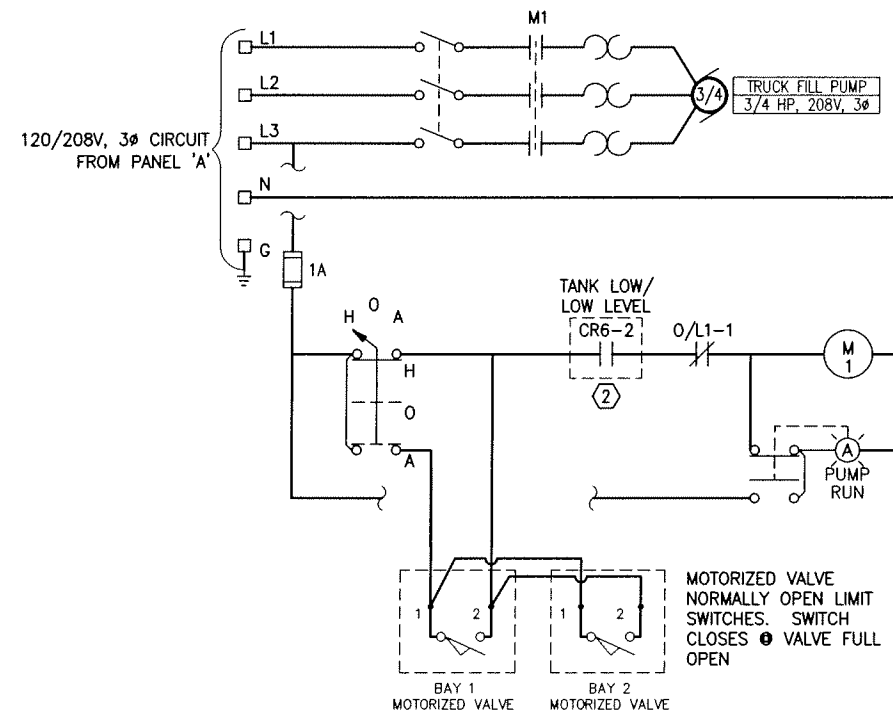 M1
L1
L2
L3
3/4
TRUCK FILL PUMP
3/4 HP, 208V, 3ø
120/208V, 3ø CIRCUIT
FROM PANEL 'A'
N
G
1A
H O A
TANK LOW/
LOW LEVEL
CR6-2
O/L1-1
2
M
1
H
O
A
A
PUMP
RUN
1 2
1 2
MOTORIZED VALVE
NORMALLY OPEN LIMIT
SWITCHES. SWITCH
CLOSES VALVE FULL
OPEN
BAY 1
MOTORIZED VALVE
BAY 2
MOTORIZED VALVE